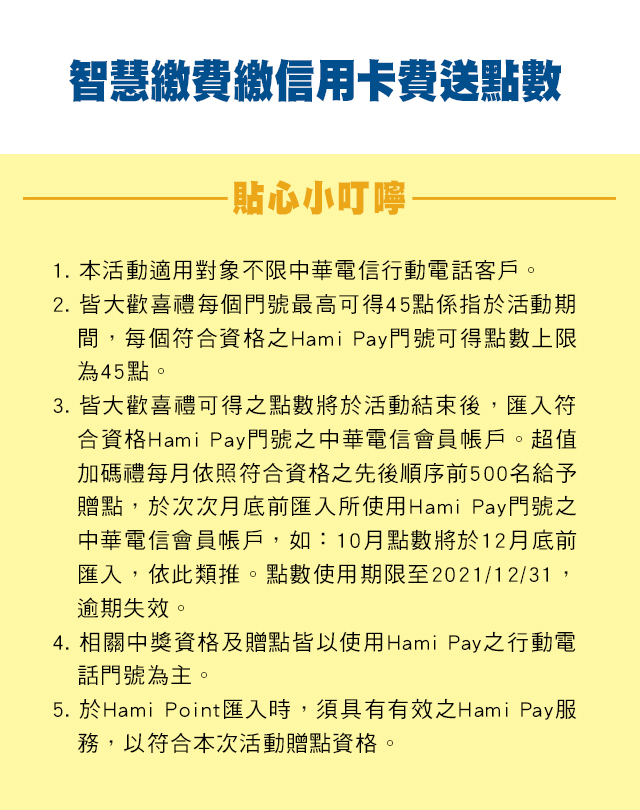 智慧繳費繳信用卡費送點數
貼心小叮嚀
1. 本活動適用對象不限中華電信行動電話客戶。
2. 皆大歡喜禮每個門號最高可得45點係指於活動期
間，每個符合資格之Hami Pay門號可得點數上限
為45點。
3. 皆大歡喜禮可得之點數將於活動結束後，匯入符
合資格Hami Pay門號之中華電信會員帳戶。超值
加碼禮每月依照符合資格之先後順序前500名給予
贈點，於次次月底前匯入所使用Hami Pay門號之
中華電信會員帳戶，如：10月點數將於12月底前
匯入，依此類推。點數使用期限至2021/12/31，
逾期失效。
4. 相關中獎資格及贈點皆以使用Hami Pay之行動電
話門號為主。
5. 於Hami Point匯入時，須具有有效之Hami Pay服
務，以符合本次活動贈點資格。